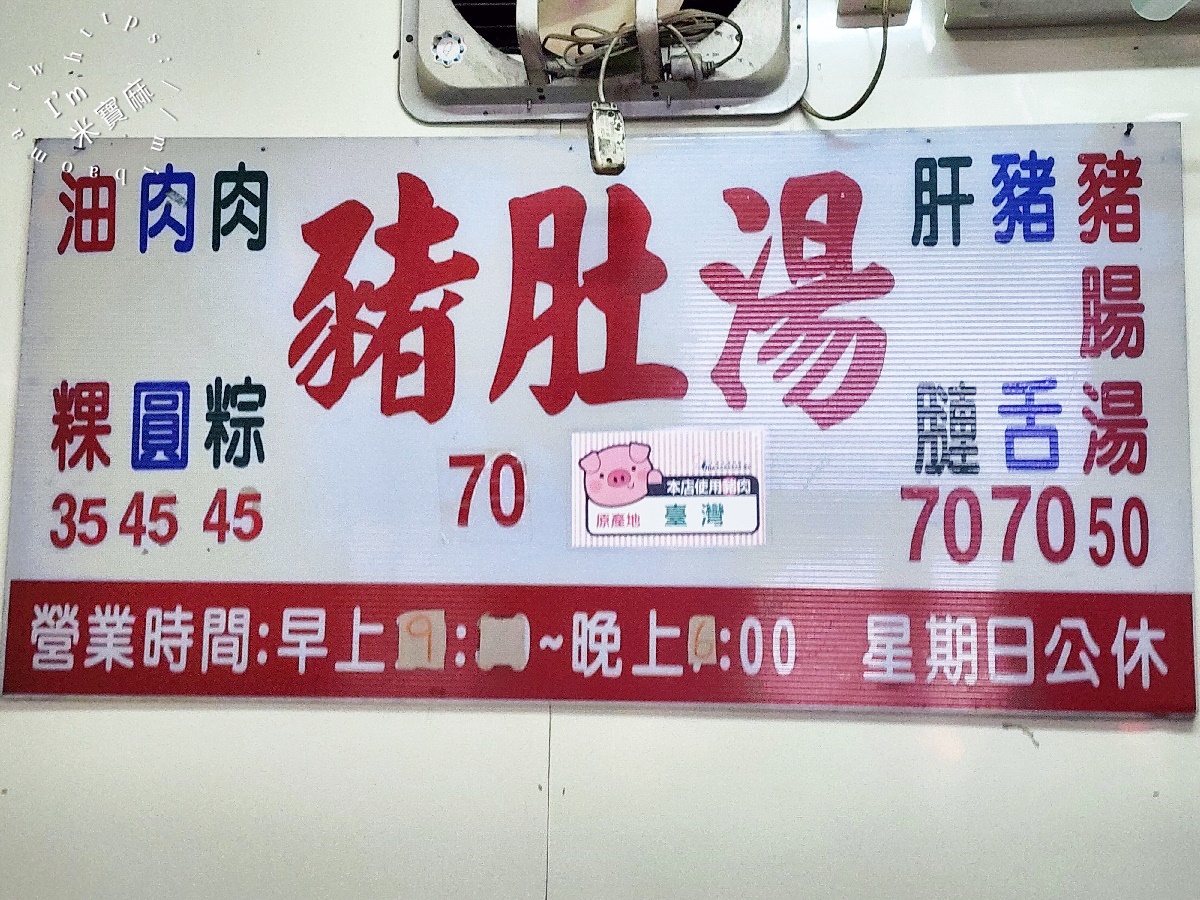 豬腸湯 50
豬舌 70
肝腱 70
豬肚湯
70
肉粽 45
肉圓 45
油粿 35
本店使用豬肉
原產地 臺灣
營業時間:早上9: ~晚上6:00 星期日公休
I'm
米寶麻